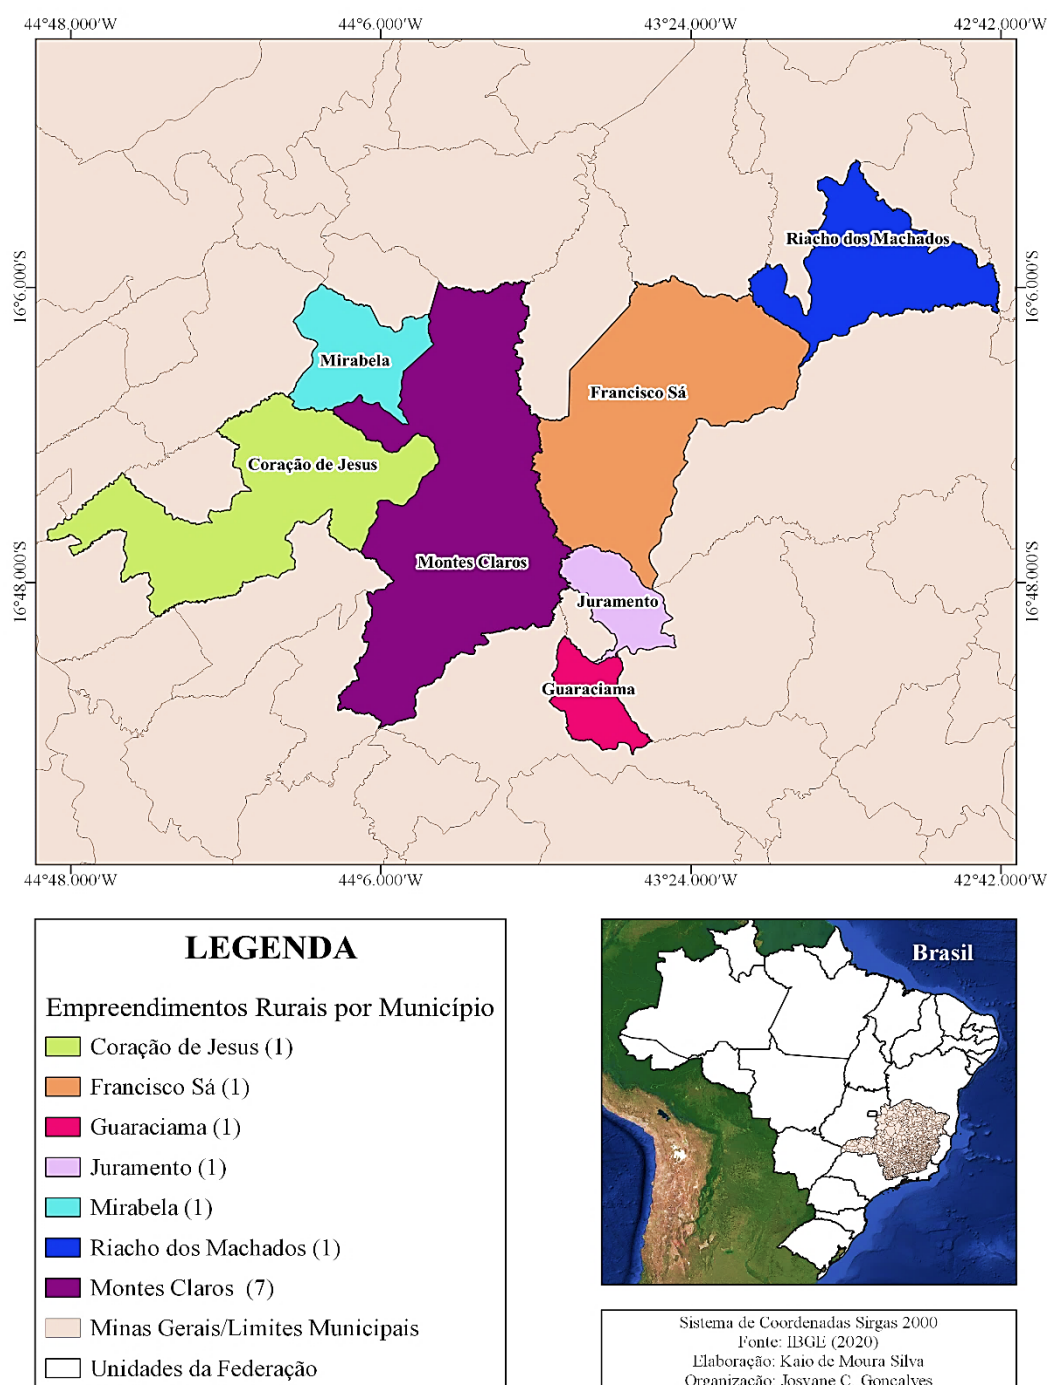 44°48.000'W 44°6.000'W 43°24.000'W 42°42.000'W
Riacho dos Machados
16°6.000'S 16°6.000'S
Mirabela
Francisco Sá
Coração de Jesus
Montes Claros
16°48.000'S 16°48.000'S
Juramento
Guaraciama
44°48.000'W 44°6.000'W 43°24.000'W 42°42.000'W
LEGENDA
Empreendimentos Rurais por Município
Coração de Jesus (1)
Francisco Sá (1)
Guaraciama (1)
Juramento (1)
Mirabela (1)
Riacho dos Machados (1)
Montes Claros (7)
Minas Gerais/Limites Municipais
Unidades da Federação
Brasil
Sistema de Coordenadas Sirgas 2000
Fonte: IBGE (2020)
Elaboração: Kaio de Moura Silva
Organização: Josyane C. Gonçalves